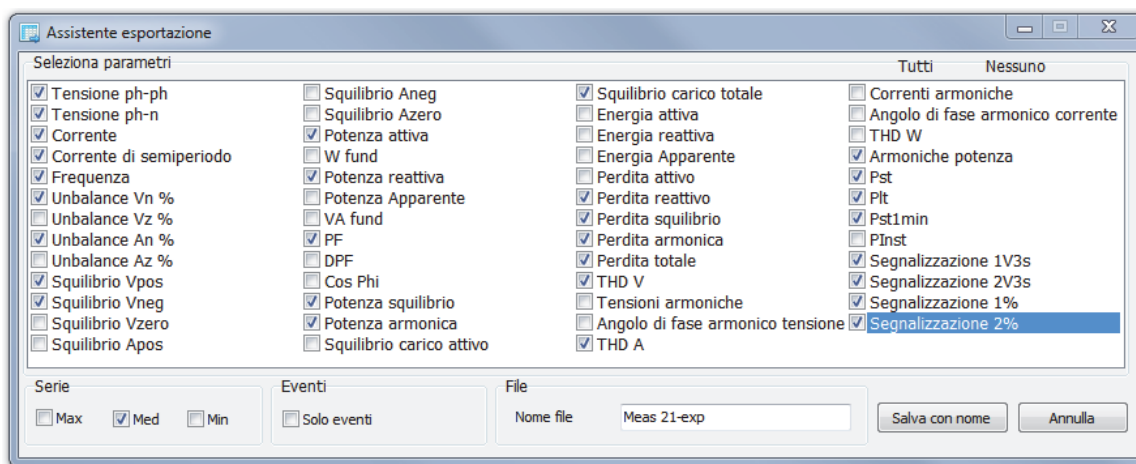 Assistente esportazione
Seleziona parametri
Tutti Nessuno
Tensione ph-ph
Tensione ph-n
Corrente
Corrente di semiperiodo
Frequenza
Unbalance Vn %
Unbalance Vz %
Unbalance An %
Unbalance Az %
Squilibrio Vpos
Squilibrio Vneg
Squilibrio Vzero
Squilibrio Apos
Squilibrio Aneg
Squilibrio Azero
Potenza attiva
W fund
Potenza reattiva
Potenza Apparente
VA fund
PF
DPF
Cos Phi
Potenza squilibrio
Potenza armonica
Squilibrio carico attivo
Squilibrio carico totale
Energia attiva
Energia reattiva
Energia Apparente
Perdita attivo
Perdita reattivo
Perdita squilibrio
Perdita armonica
Perdita totale
THD V
Tensioni armoniche
Angolo di fase armonico tensione
THD A
Correnti armoniche
Angolo di fase armonico corrente
THD W
Armoniche potenza
Pst
Plt
Pst1min
PInst
Segnalizzazione 1V3s
Segnalizzazione 2V3s
Segnalizzazione 1%
Segnalizzazione 2%
Serie
Max Med Min
Eventi
Solo eventi
File
Nome file Meas 21-exp
Salva con nome Annulla